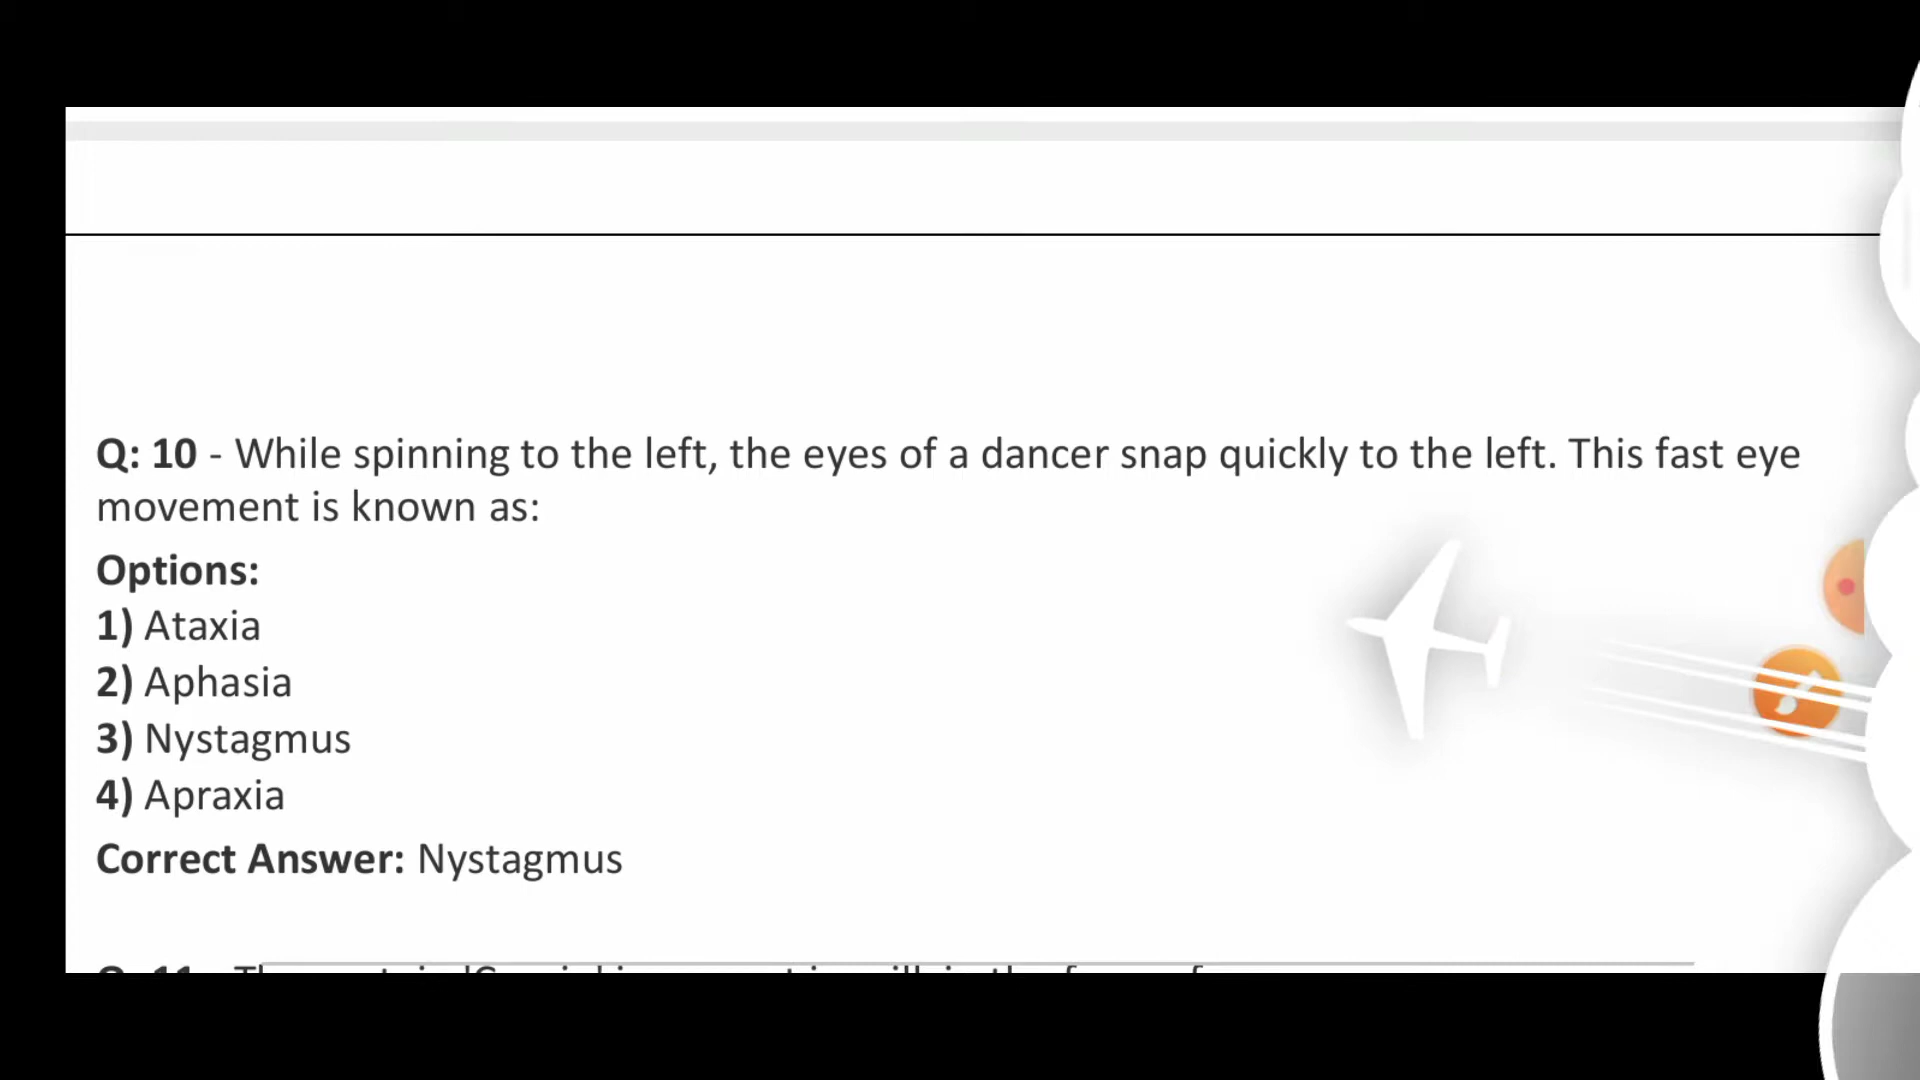 Q: 10 - While spinning to the left, the eyes of a dancer snap quickly to the left. This fast eye
movement is known as:
Options:
1) Ataxia
2) Aphasia
3) Nystagmus
4) Apraxia
Correct Answer: Nystagmus